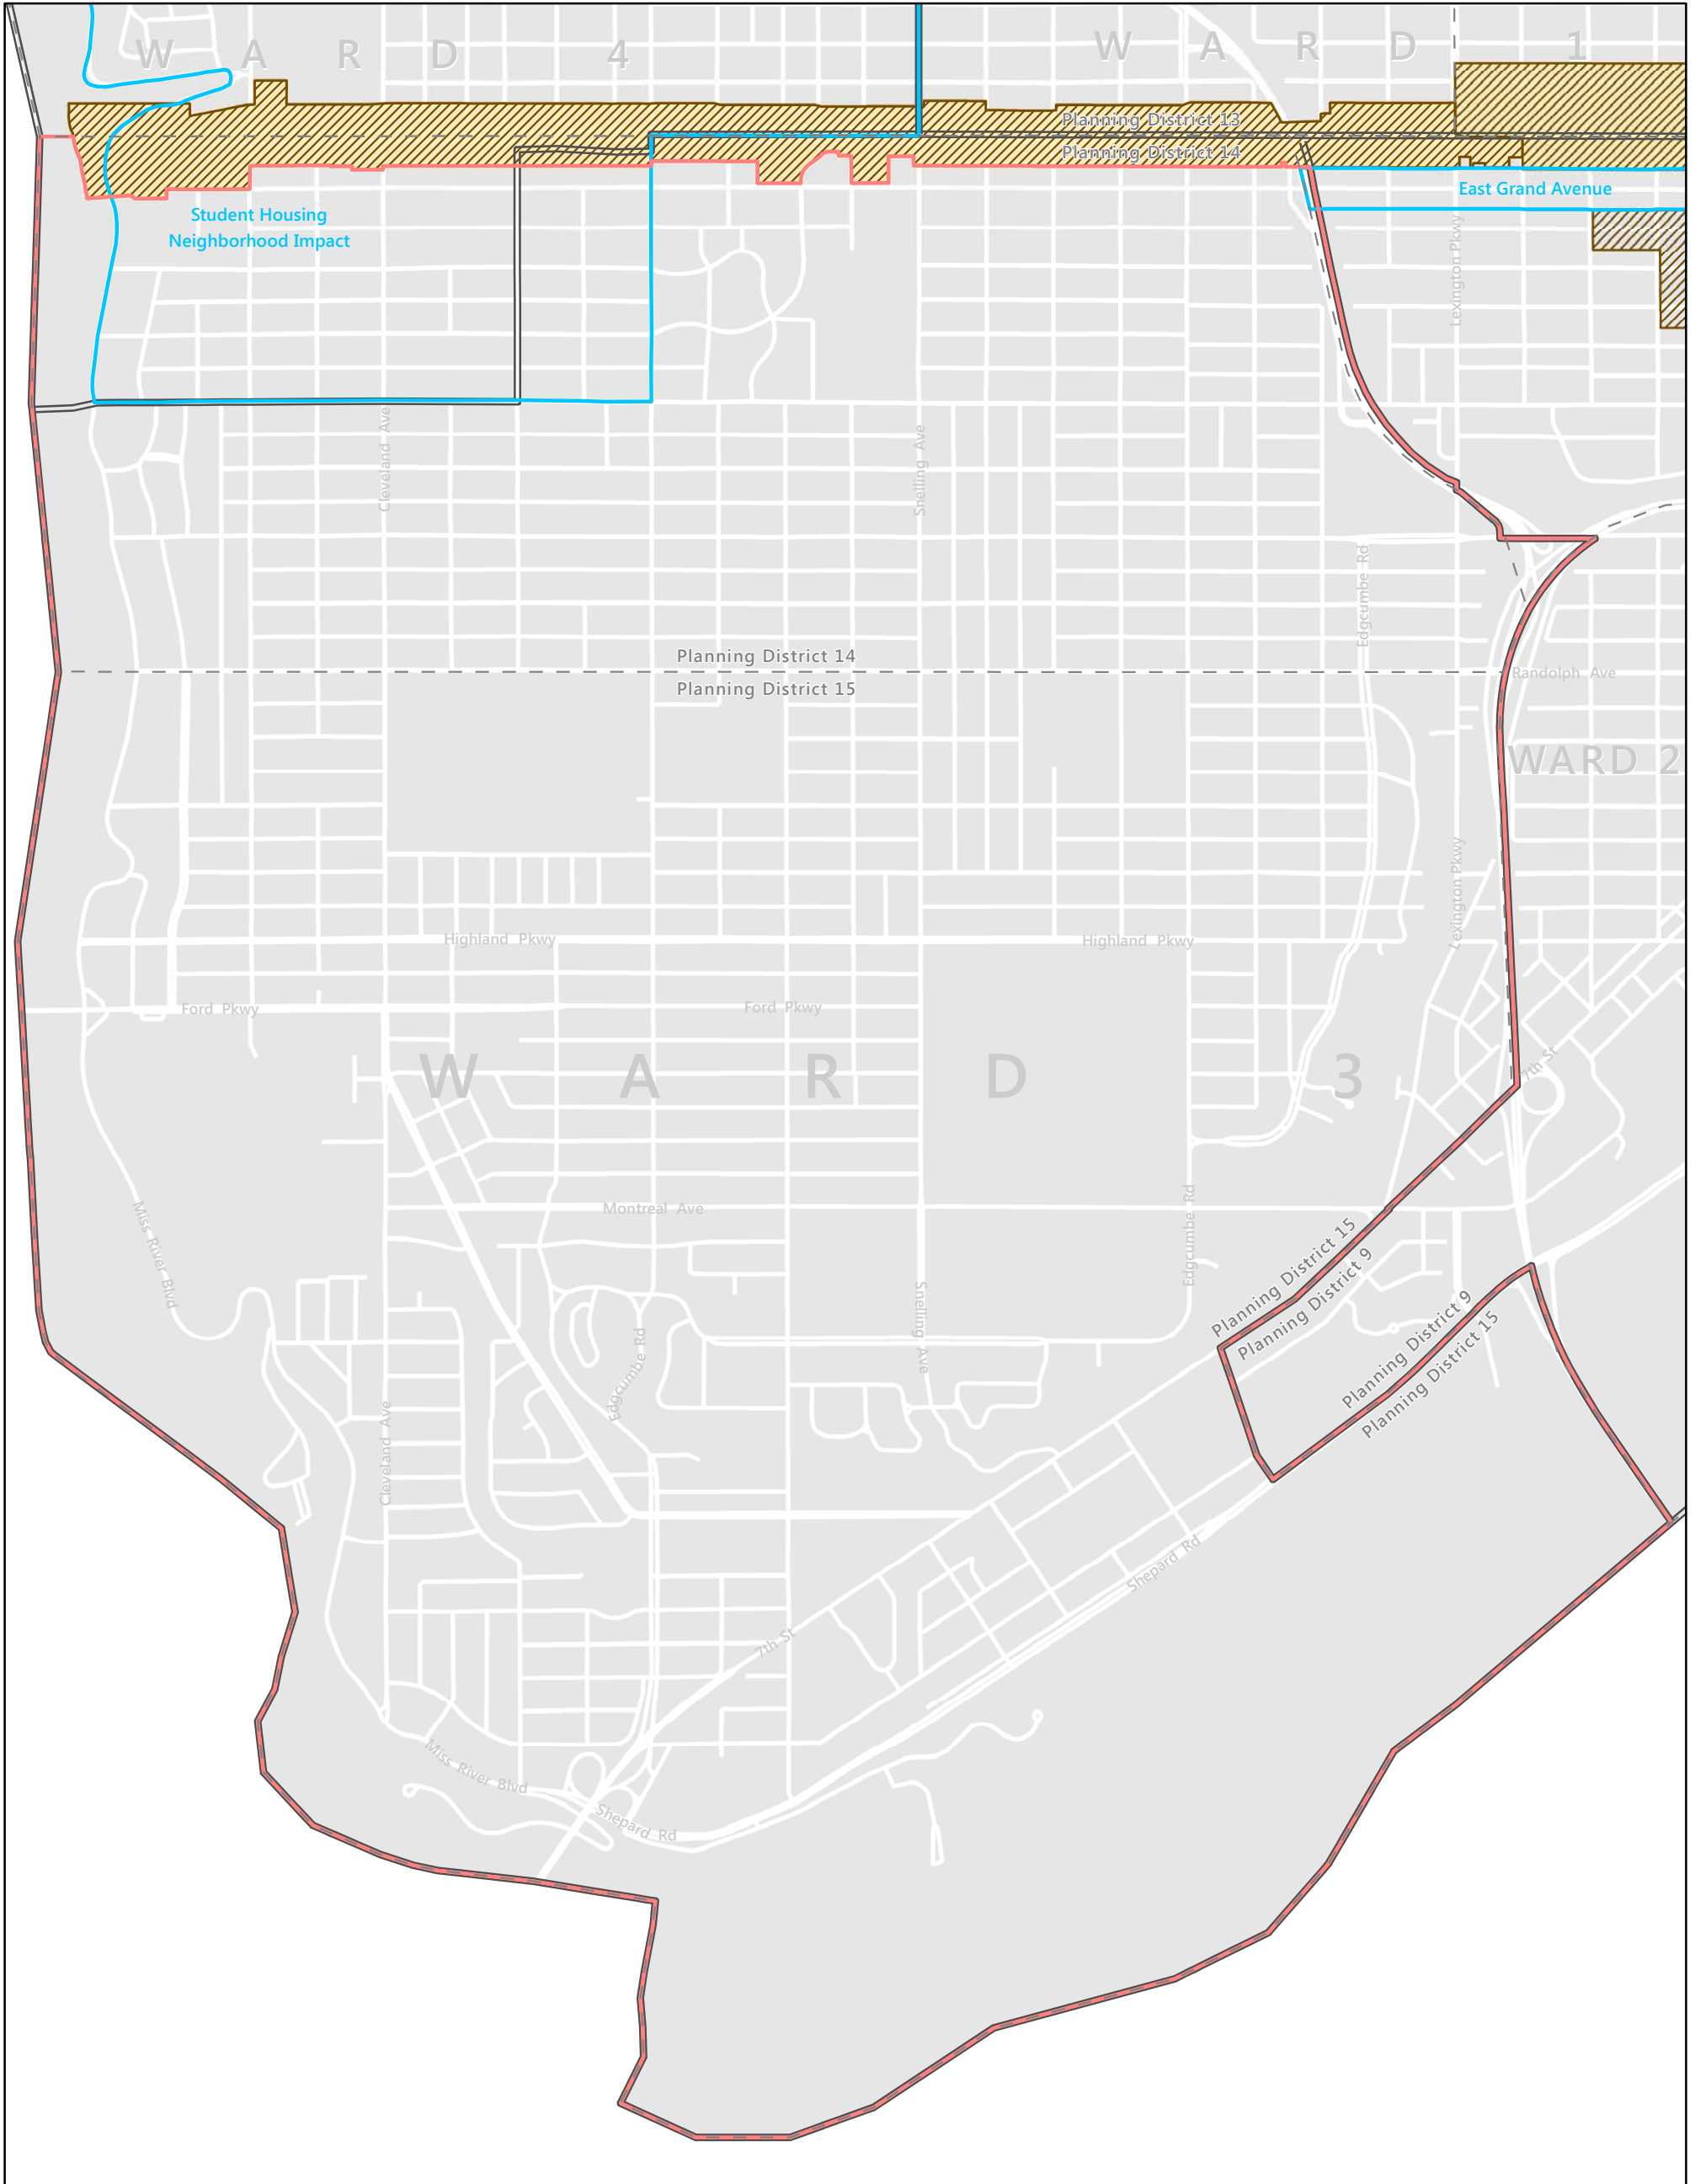 W A R D 4
W A R D 1
Planning District 13
Planning District 14
East Grand Avenue
Student Housing
Neighborhood Impact
Lexington Pkwy
Cleveland Ave
Snelling Ave
Edgcumbe Rd
Planning District 14
Planning District 15
Randolph Ave
WARD 2
Lexington Pkwy
Highland Pkwy
Highland Pkwy
Ford Pkwy
Ford Pkwy
W A R D 3
7th St
Montreal Ave
Edgcumbe Rd
Miss River Blvd
Planning District 15
Planning District 9
Snelling Ave
Edgcumbe Rd
Planning District 9
Planning District 15
Cleveland Ave
Shepard Rd
7th St
Miss River Blvd
Shepard Rd